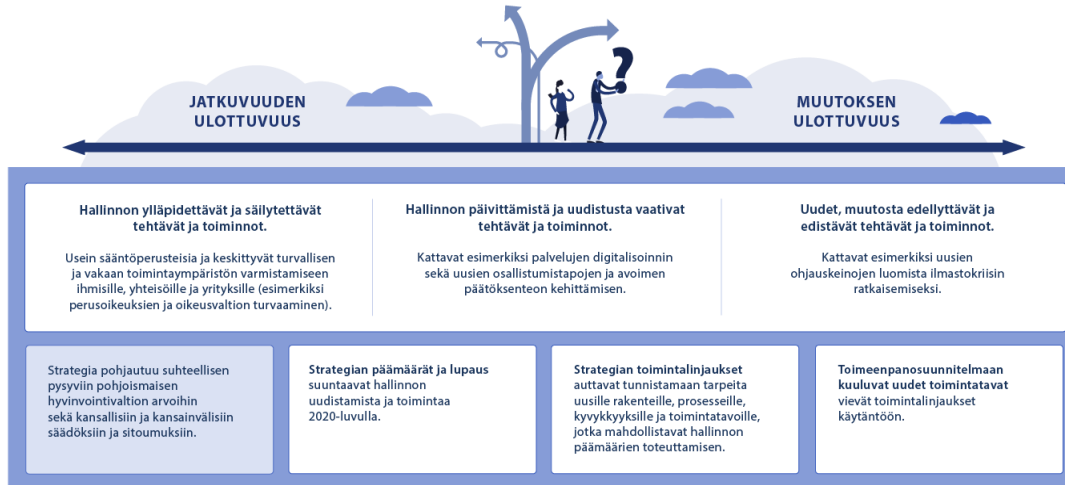 JATKUVUUDEN
ULOTTUVUUS
?
MUUTOKSEN
ULOTTUVUUS
Hallinnon ylläpidettävät ja säilytettävät
tehtävät ja toiminnot.
Usein sääntöperusteisia ja keskittyvät turvallisen
ja vakaan toimintaympäristön varmistamiseen
ihmisille, yhteisöille ja yrityksille (esimerkiksi
perusoikeuksien ja oikeusvaltion turvaaminen).
Hallinnon päivittämistä ja uudistusta vaativat
tehtävät ja toiminnot.
Kattavat esimerkiksi palvelujen digitalisoinnin
sekä uusien osallistumistapojen ja avoimen
päätöksenteon kehittämisen.
Uudet, muutosta edellyttävät ja
edistävät tehtävät ja toiminnot.
Kattavat esimerkiksi uusien
ohjauskeinojen luomista ilmastokriisin
ratkaisemiseksi.
Strategia pohjautuu suhteellisen
pysyviin pohjoismaisen
hyvinvointivaltion arvoihin
sekä kansallisiin ja kansainvälisiin
säädöksiin ja sitoumuksiin.
Strategian päämäärät ja lupaus
suuntaavat hallinnon
uudistamista ja toimintaa
2020-luvulla.
Strategian toimintalinjaukset
auttavat tunnistamaan tarpeita
uusille rakenteille, prosesseille,
kyvykkyyksille ja toimintatavoille,
jotka mahdollistavat hallinnon
päämäärien toteuttamisen.
Toimeenpanosuunnitelmaan
kuuluvat uudet toimintatavat
vievät toimintalinjaukset
käytäntöön.